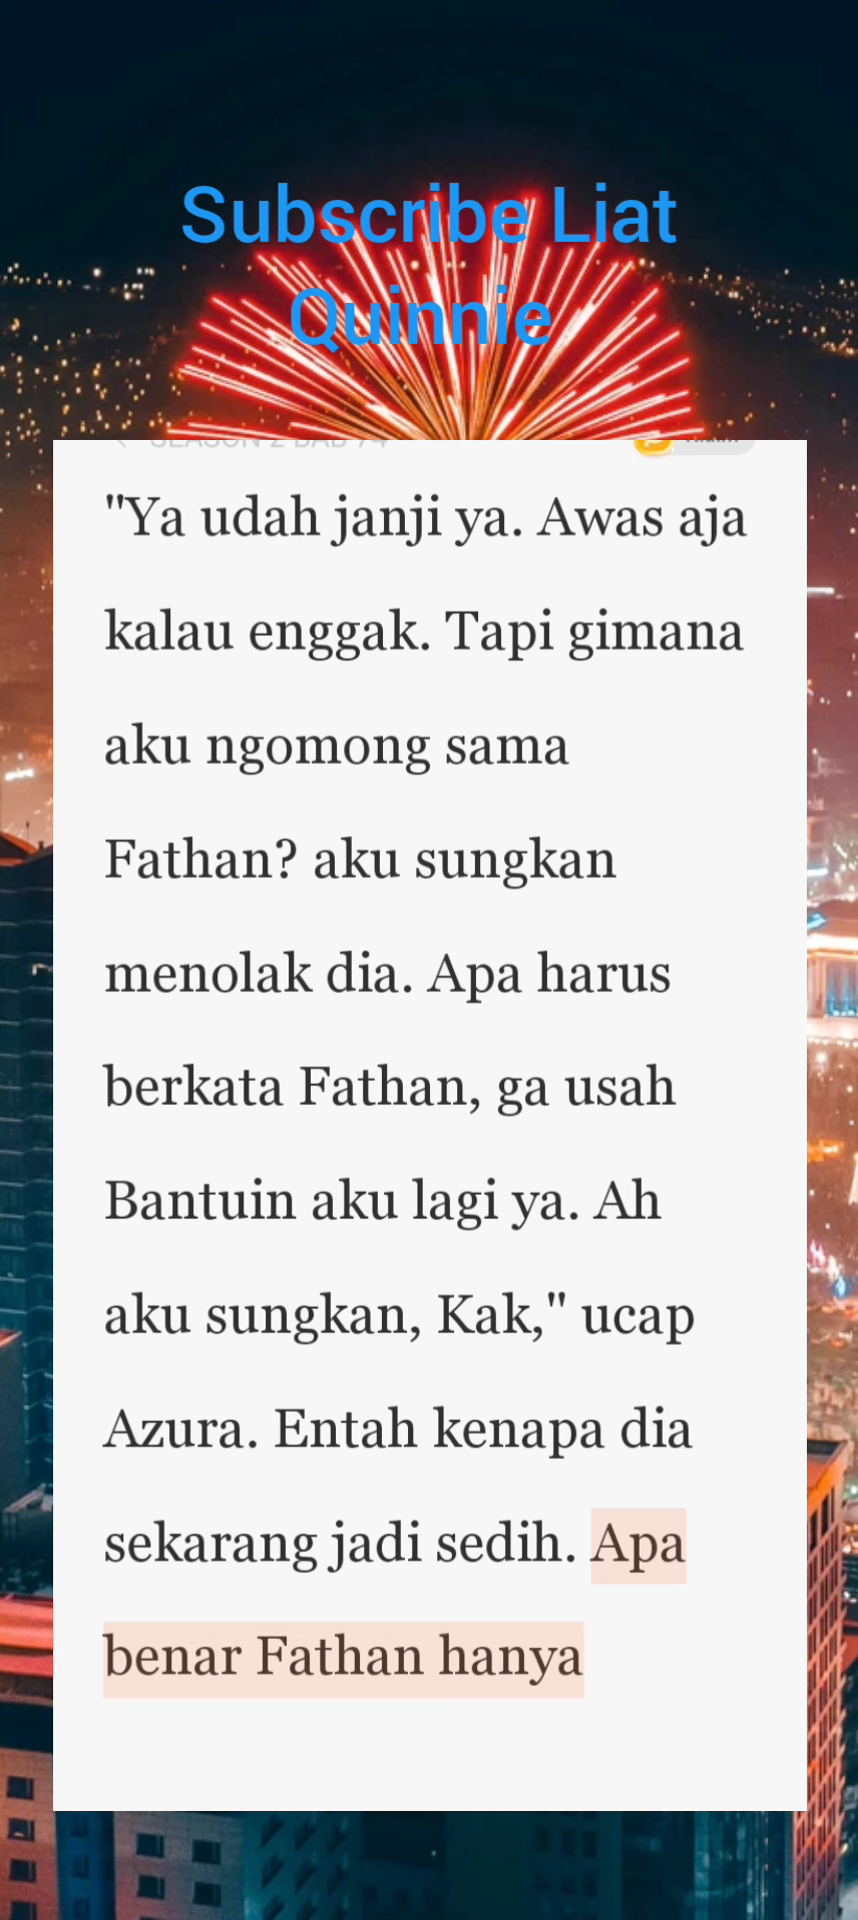 Subscribe Liat
Quinnie
"Ya udah janji ya. Awas aja
kalau enggak. Tapi gimana
aku ngomong sama
Fathan? aku sungkan
menolak dia. Apa harus
berkata Fathan, ga usah
Bantuin aku lagi ya. Ah
aku sungkan, Kak," ucap
Azura. Entah kenapa dia
sekarang jadi sedih. Apa
benar Fathan hanya